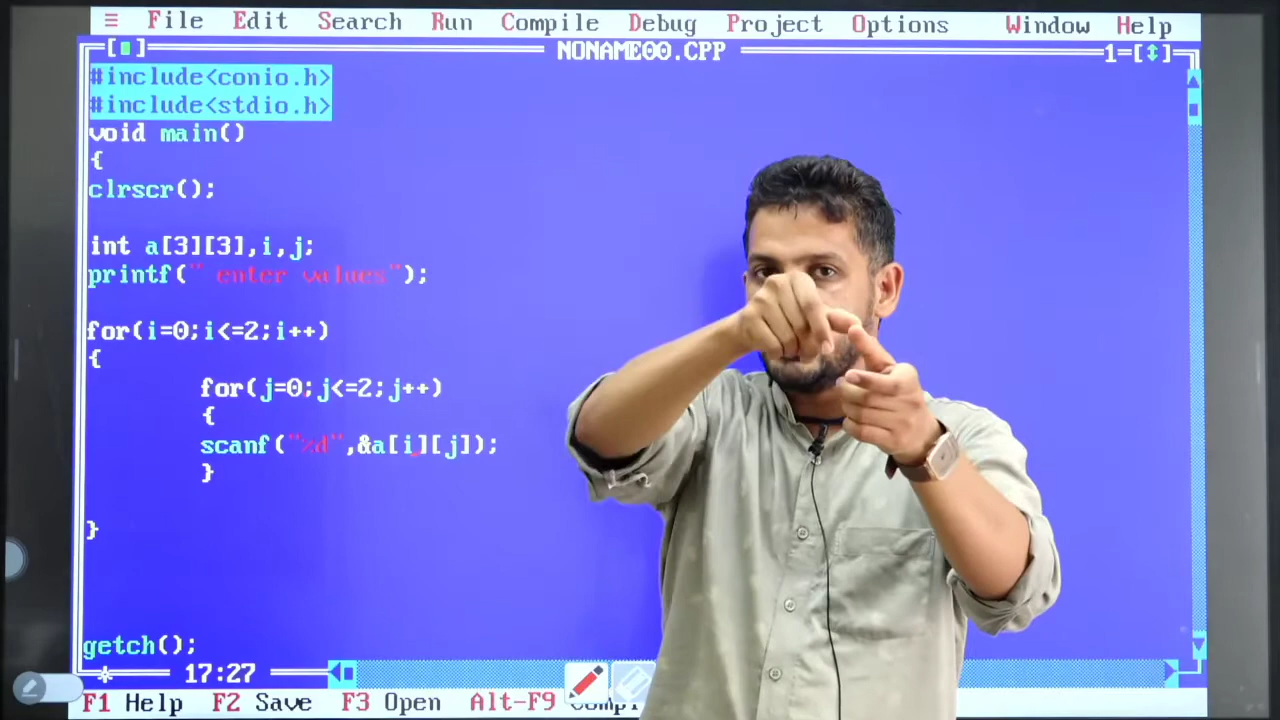 ≡ File Edit Search Run Compile Debug Project Options Window Help
[■] NONAME00.CPP 1=[↕]
#include<conio.h>
#include<stdio.h>
void main()
{
clrscr();
int a[3][3],i,j;
printf(" enter values");
for(i=0;i<=2;i++)
{
for(j=0;j<=2;j++)
{
scanf("%d",&a[i][j]);
}
}
getch();
17:27
F1 Help F2 Save F3 Open Alt-F9